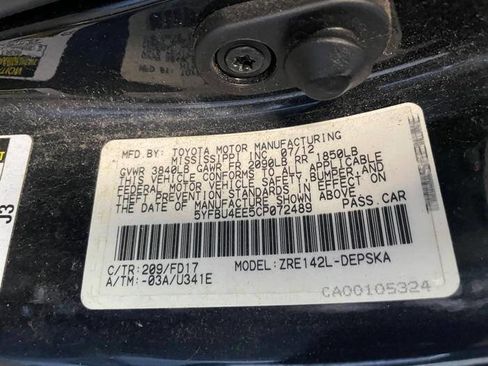 MFD. BY: TOYOTA MOTOR MANUFACTURING
MISSISSIPPI INC 07/12
GVWR 3840LB GAWR FR 2090LB RR 1850LB
THIS VEHICLE CONFORMS TO ALL APPLICABLE
FEDERAL MOTOR VEHICLE SAFETY, BUMPER, AND
THEFT PREVENTION STANDARDS IN EFFECT ON
THE DATE OF MANUFACTURE SHOWN ABOVE.
5YFBU4EE5CP072489 PASS. CAR
C/TR: 209/FD17 MODEL: ZRE142L-DEPSKA
A/TM: -03A/U341E
CA00105324
J3